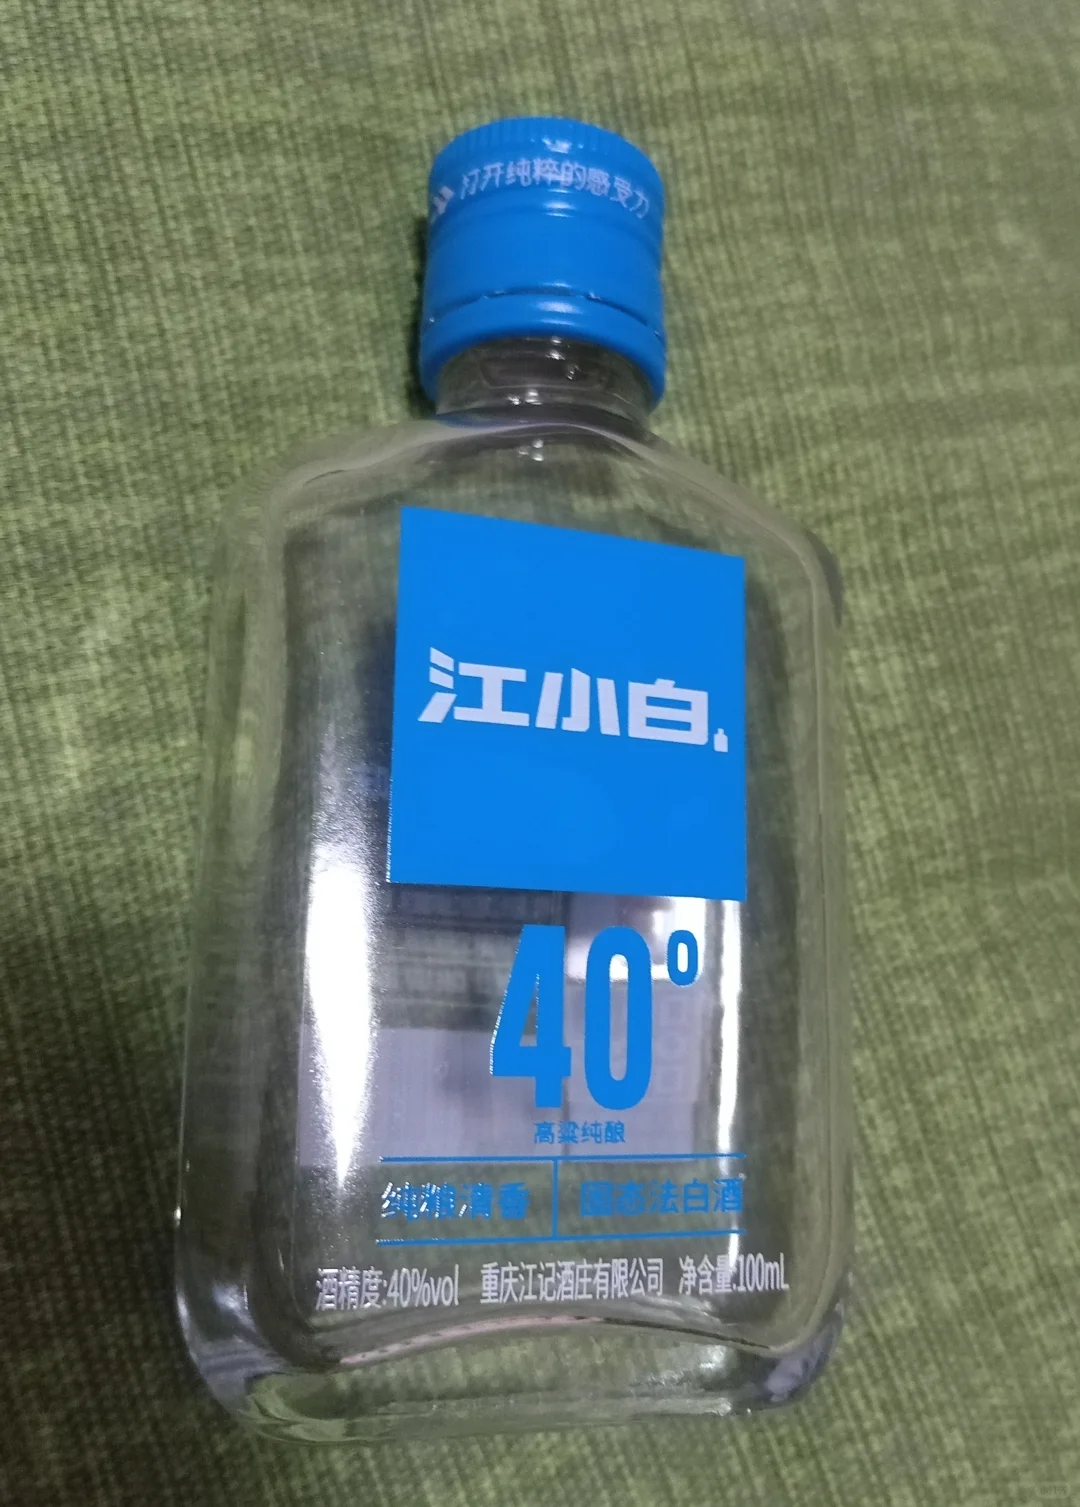 打开纯粹的感受力
江小白
40°
高粱纯酿
纯粮清香 固态法白酒
酒精度:40%vol 重庆江记酒庄有限公司 净含量:100mL